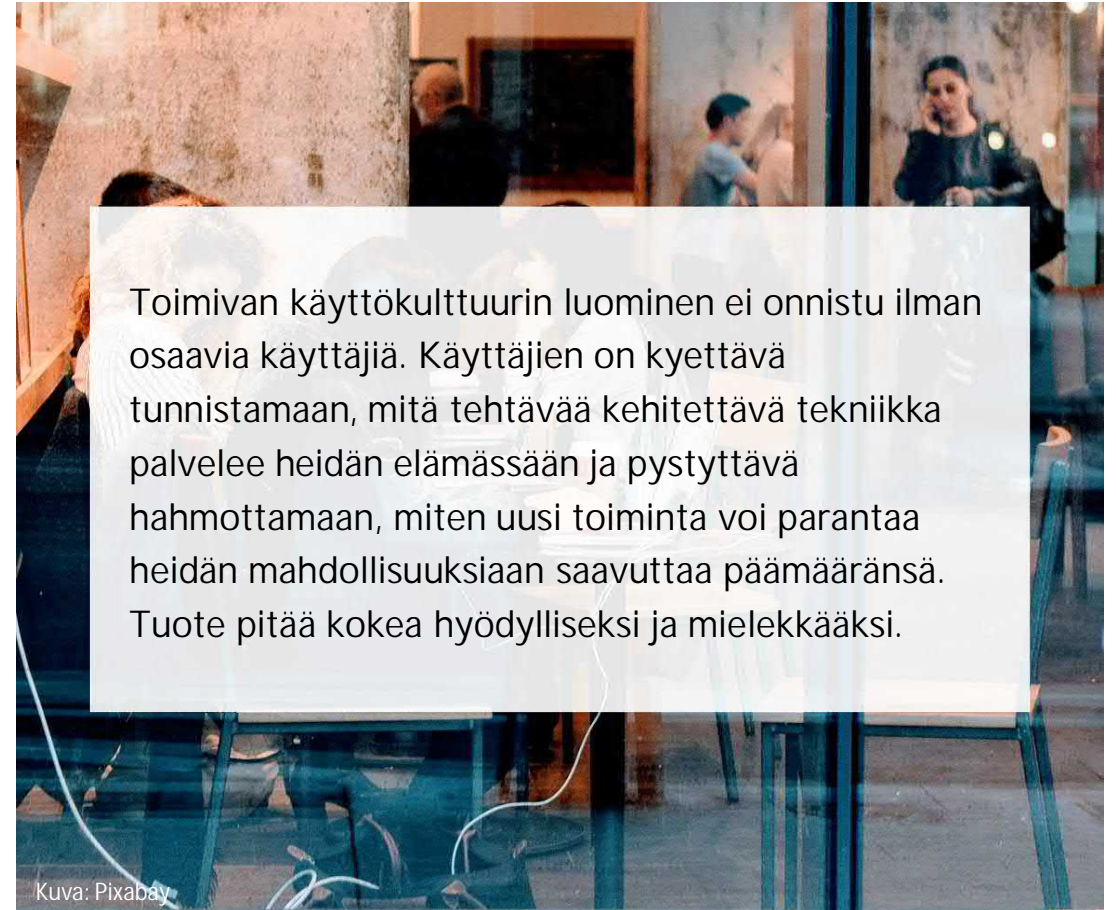 Toimivan käyttökulttuurin luominen ei onnistu ilman
osaavia käyttäjiä. Käyttäjien on kyettävä
tunnistamaan, mitä tehtävää kehitettävä tekniikka
palvelee heidän elämässään ja pystyttävä
hahmottamaan, miten uusi toiminta voi parantaa
heidän mahdollisuuksiaan saavuttaa päämääränsä.
Tuote pitää kokea hyödylliseksi ja mielekkääksi.
Kuva: Pixabay